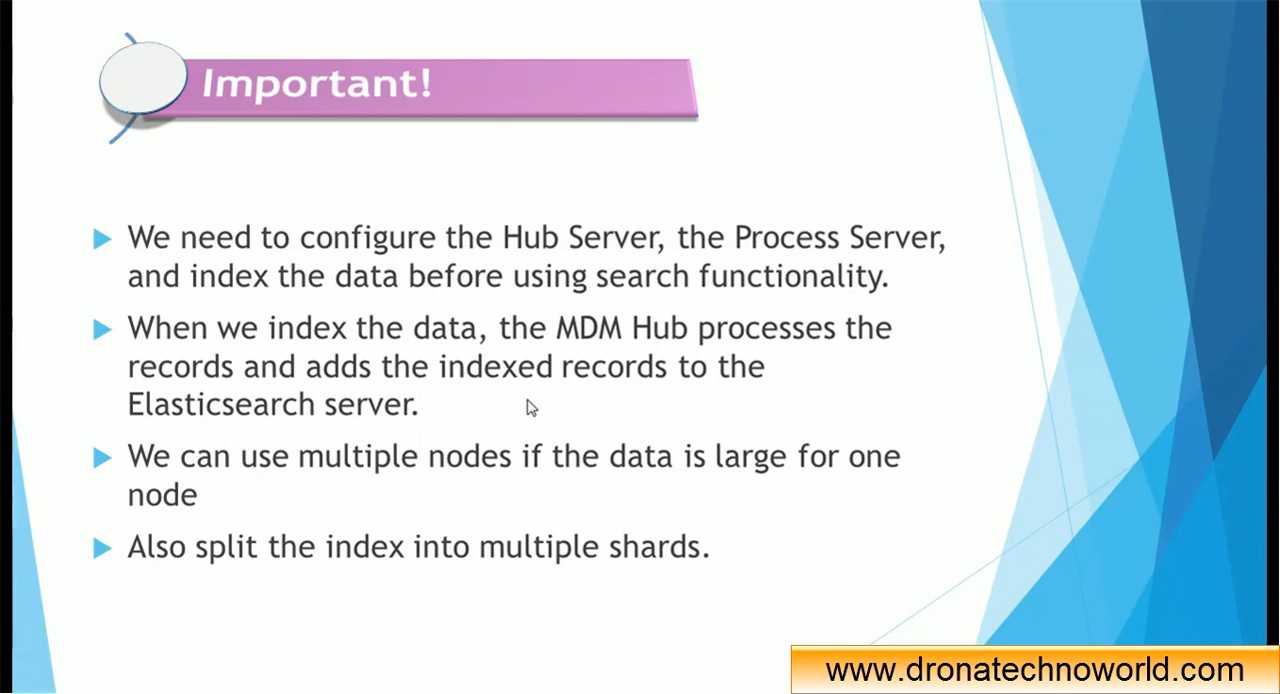 Important!
We need to configure the Hub Server, the Process Server,
and index the data before using search functionality.
When we index the data, the MDM Hub processes the
records and adds the indexed records to the
Elasticsearch server.
We can use multiple nodes if the data is large for one
node
Also split the index into multiple shards.
www.dronatechnoworld.com